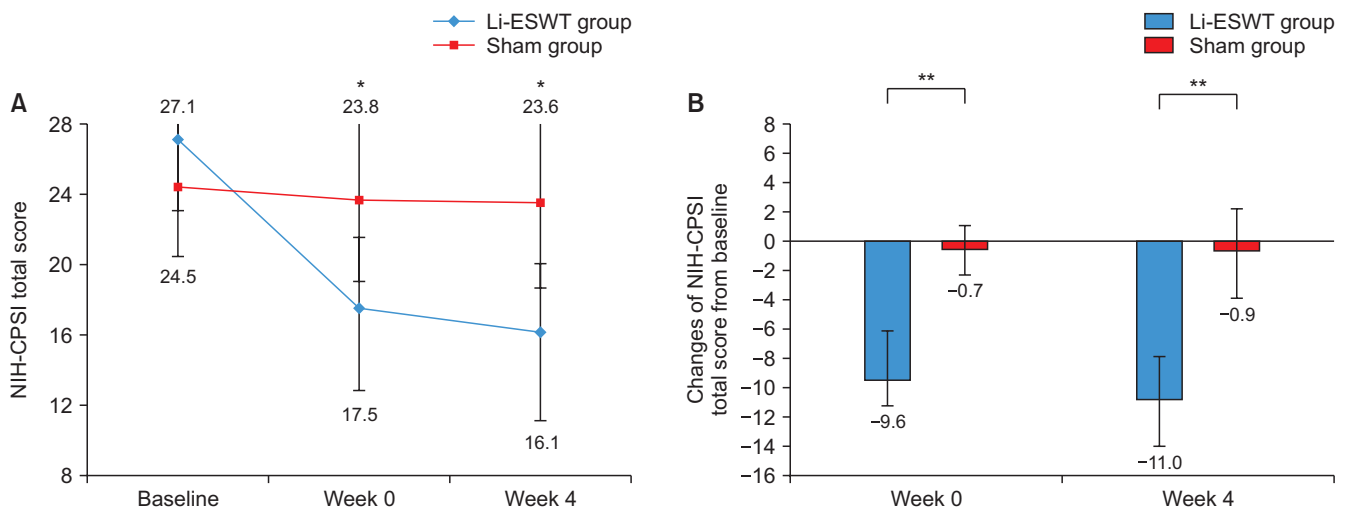 Li-ESWT group
Sham group
A
*
*
27.1
23.8
23.6
28
24
20
16
12
8
NIH-CPSI total score
24.5
17.5
16.1
Baseline
Week 0
Week 4
Li-ESWT group
Sham group
B
**
**
8
6
4
2
0
−2
−4
−6
−8
−10
−12
−14
−16
Changes of NIH-CPSI
total score from baseline
−0.7
−0.9
−9.6
−11.0
Week 0
Week 4